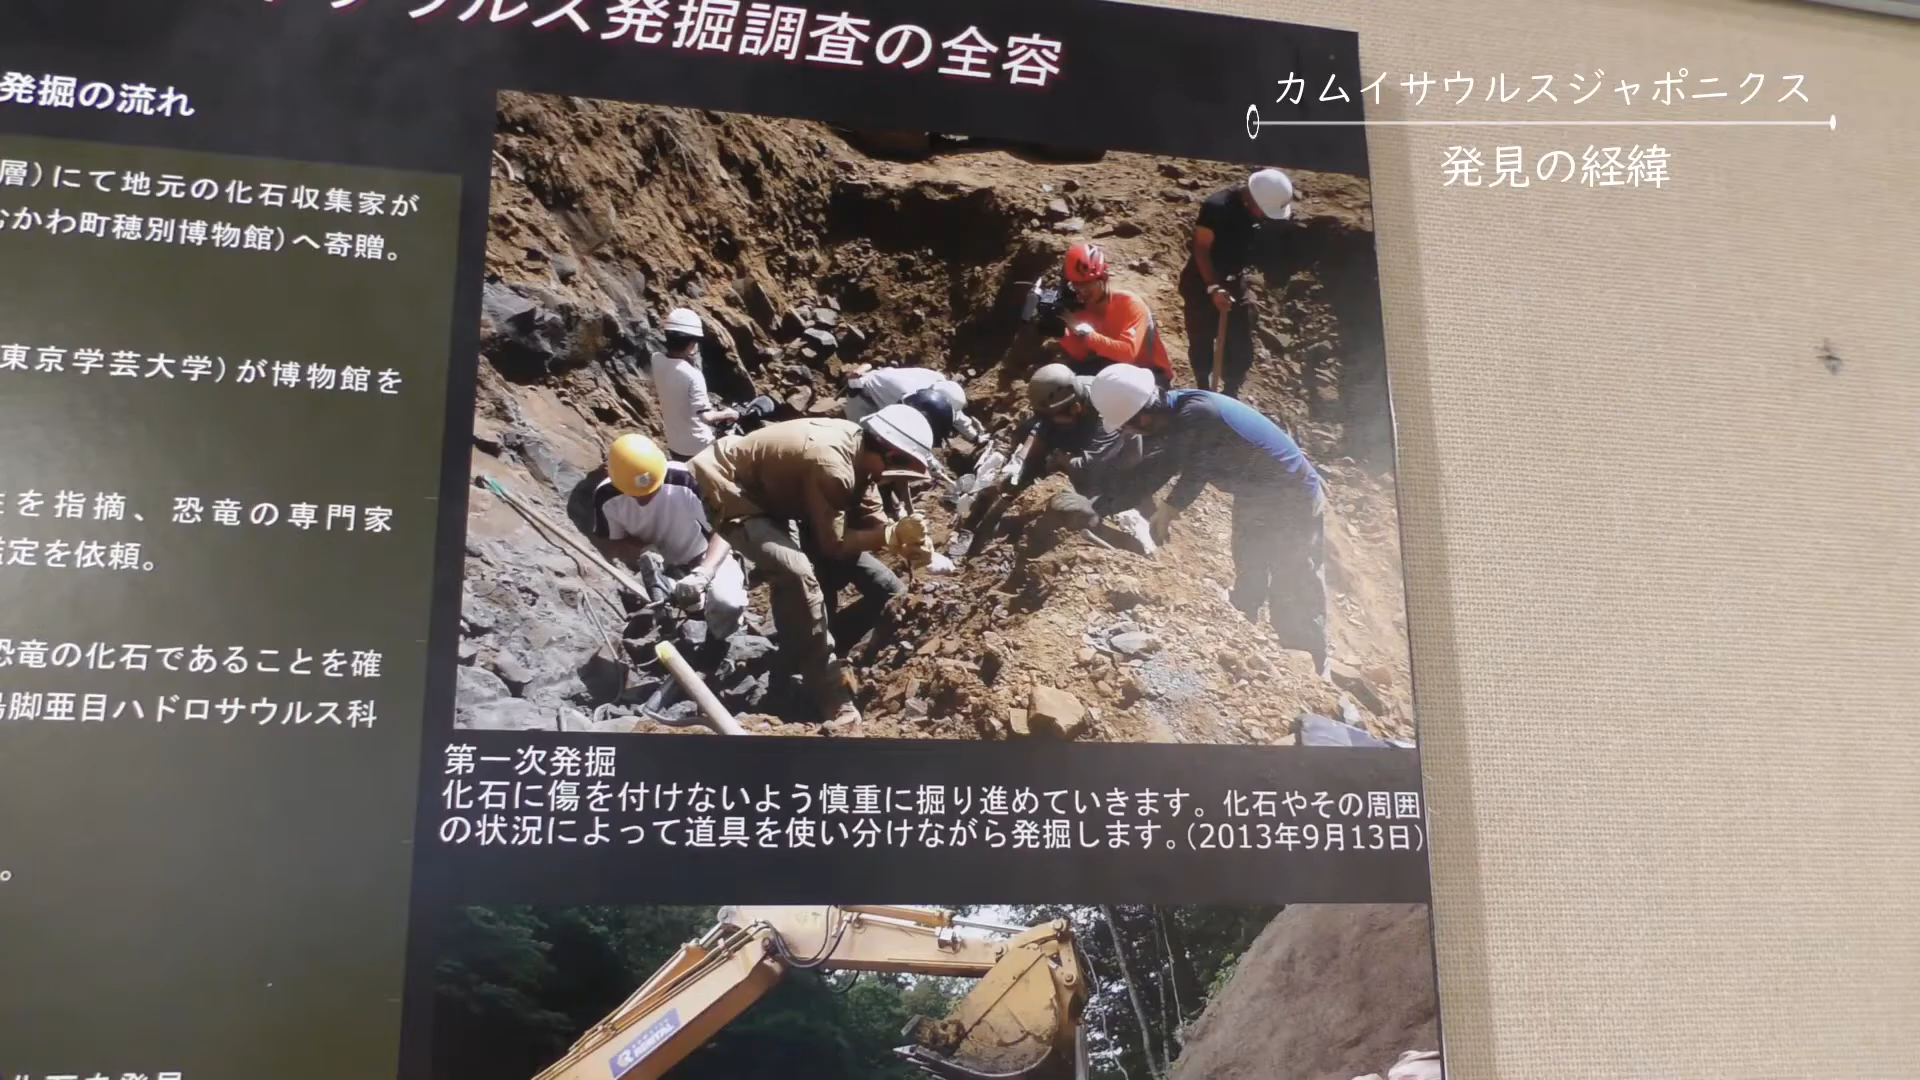 サウルス発掘調査の全容
カムイサウルスジャポニクス
発見の経緯
発掘の流れ
層)にて地元の化石収集家が
むかわ町穂別博物館)へ寄贈。
東京学芸大学)が博物館を
を指摘、恐竜の専門家
定を依頼。
恐竜の化石であることを確
脚亜目ハドロサウルス科
。
第一次発掘
化石に傷を付けないよう慎重に掘り進めていきます。化石やその周囲
の状況によって道具を使い分けながら発掘します。(2013年9月13日)